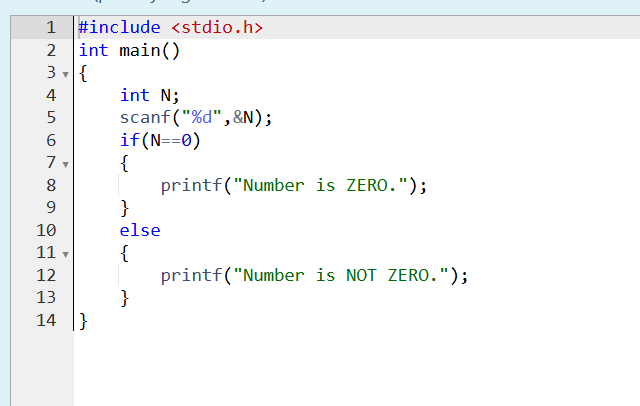 1 #include <stdio.h>
2 int main()
3 {
4     int N;
5     scanf("%d",&N);
6     if(N==0)
7     {
8         printf("Number is ZERO.");
9     }
10     else
11     {
12         printf("Number is NOT ZERO.");
13     }
14 }